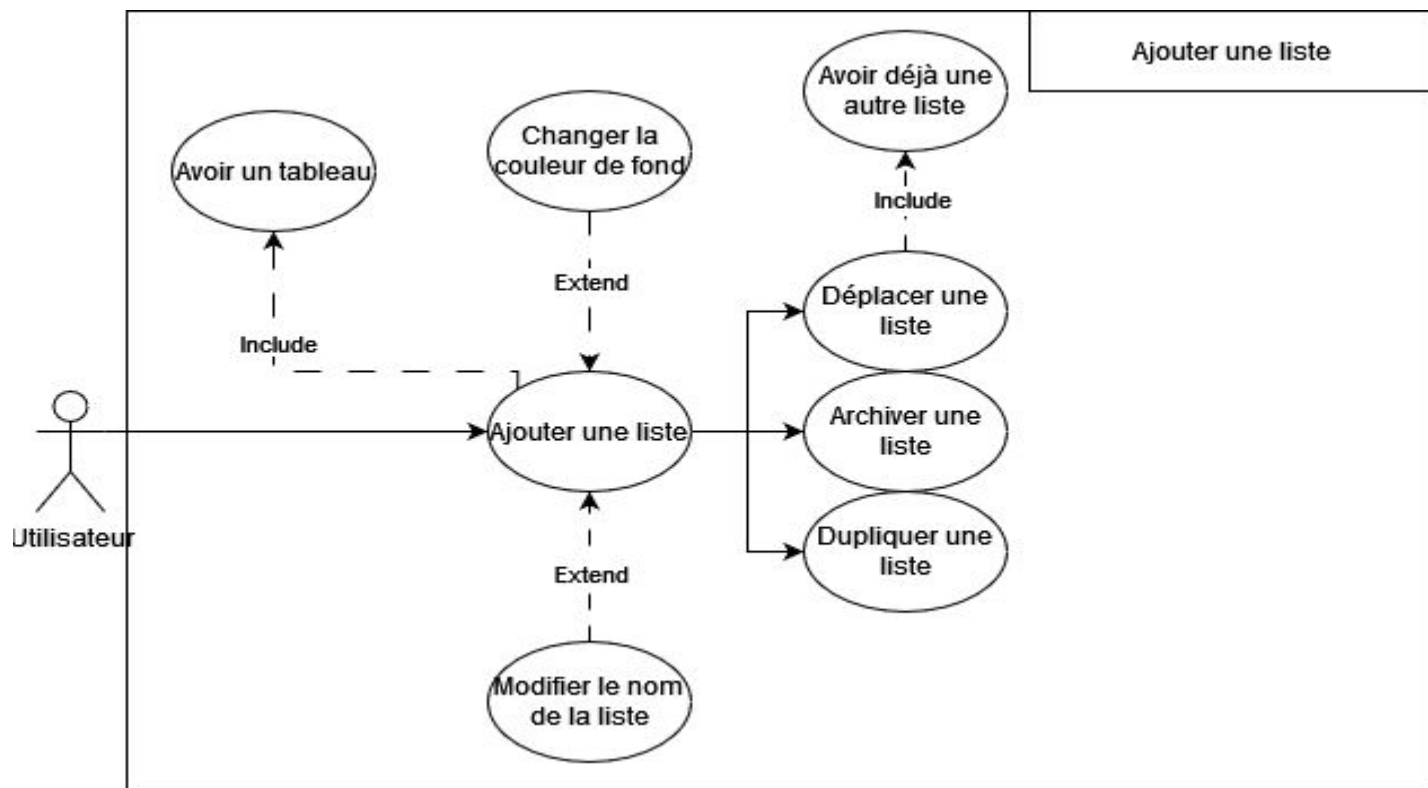 Ajouter une liste
Avoir déjà une
autre liste
Changer la
couleur de fond
Avoir un tableau
Include
Extend
Déplacer une
liste
Include
Ajouter une liste
Archiver une
liste
Utilisateur
Dupliquer une
liste
Extend
Modifier le nom
de la liste